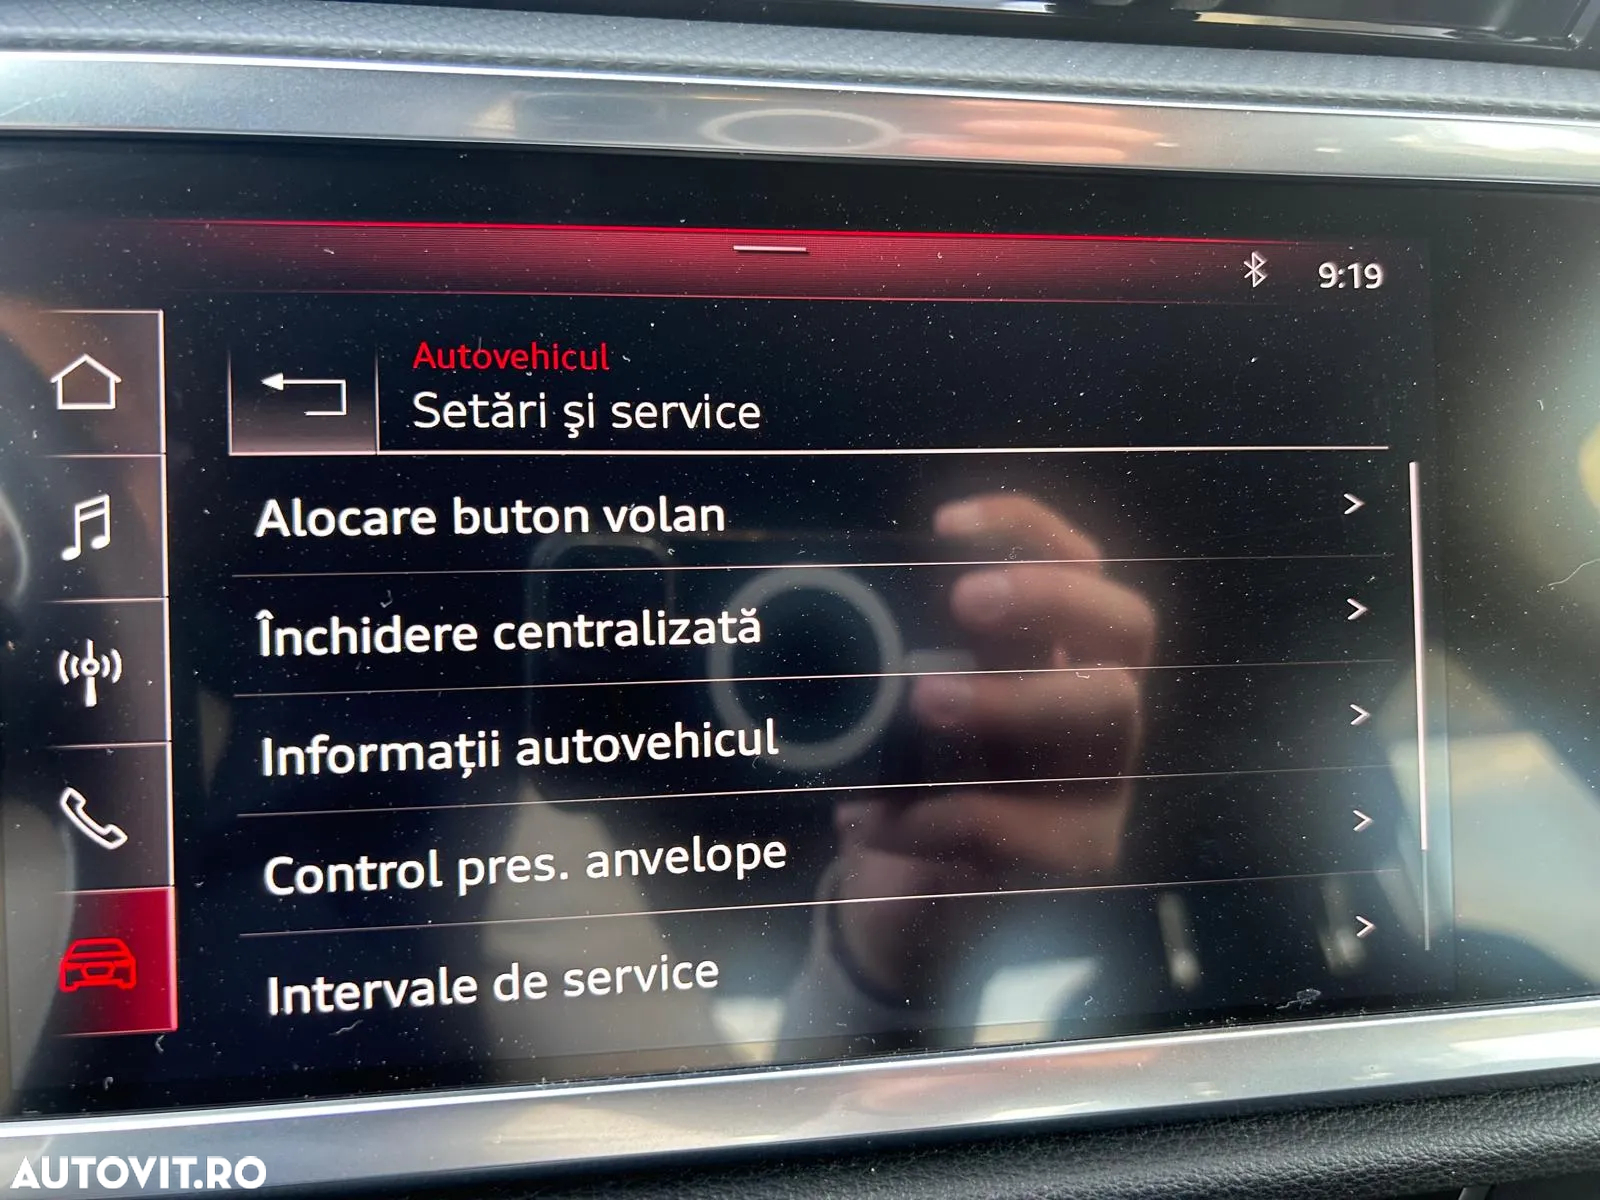 9:19
Autovehicul
Setări şi service
Alocare buton volan
Închidere centralizată
Informații autovehicul
Control pres. anvelope
Intervale de service
AUTOVIT.RO